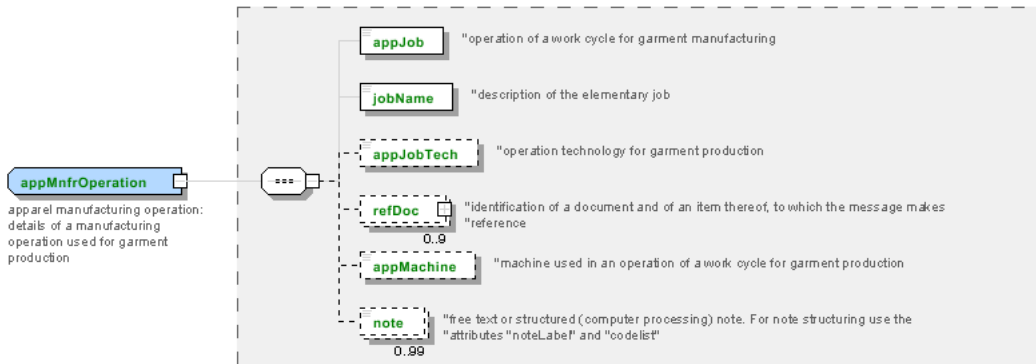 appJob
"operation of a work cycle for garment manufacturing
jobName
"description of the elementary job
appJobTech
"operation technology for garment production
appMnfrOperation
apparel manufacturing operation:
details of a manufacturing
operation used for garment
production
refDoc
"identification of a document and of an item thereof, to which the message makes
"reference
0..9
appMachine
"machine used in an operation of a work cycle for garment production
note
"free text or structured (computer processing) note. For note structuring use the
"attributes "noteLabel" and "codelist"
0..99